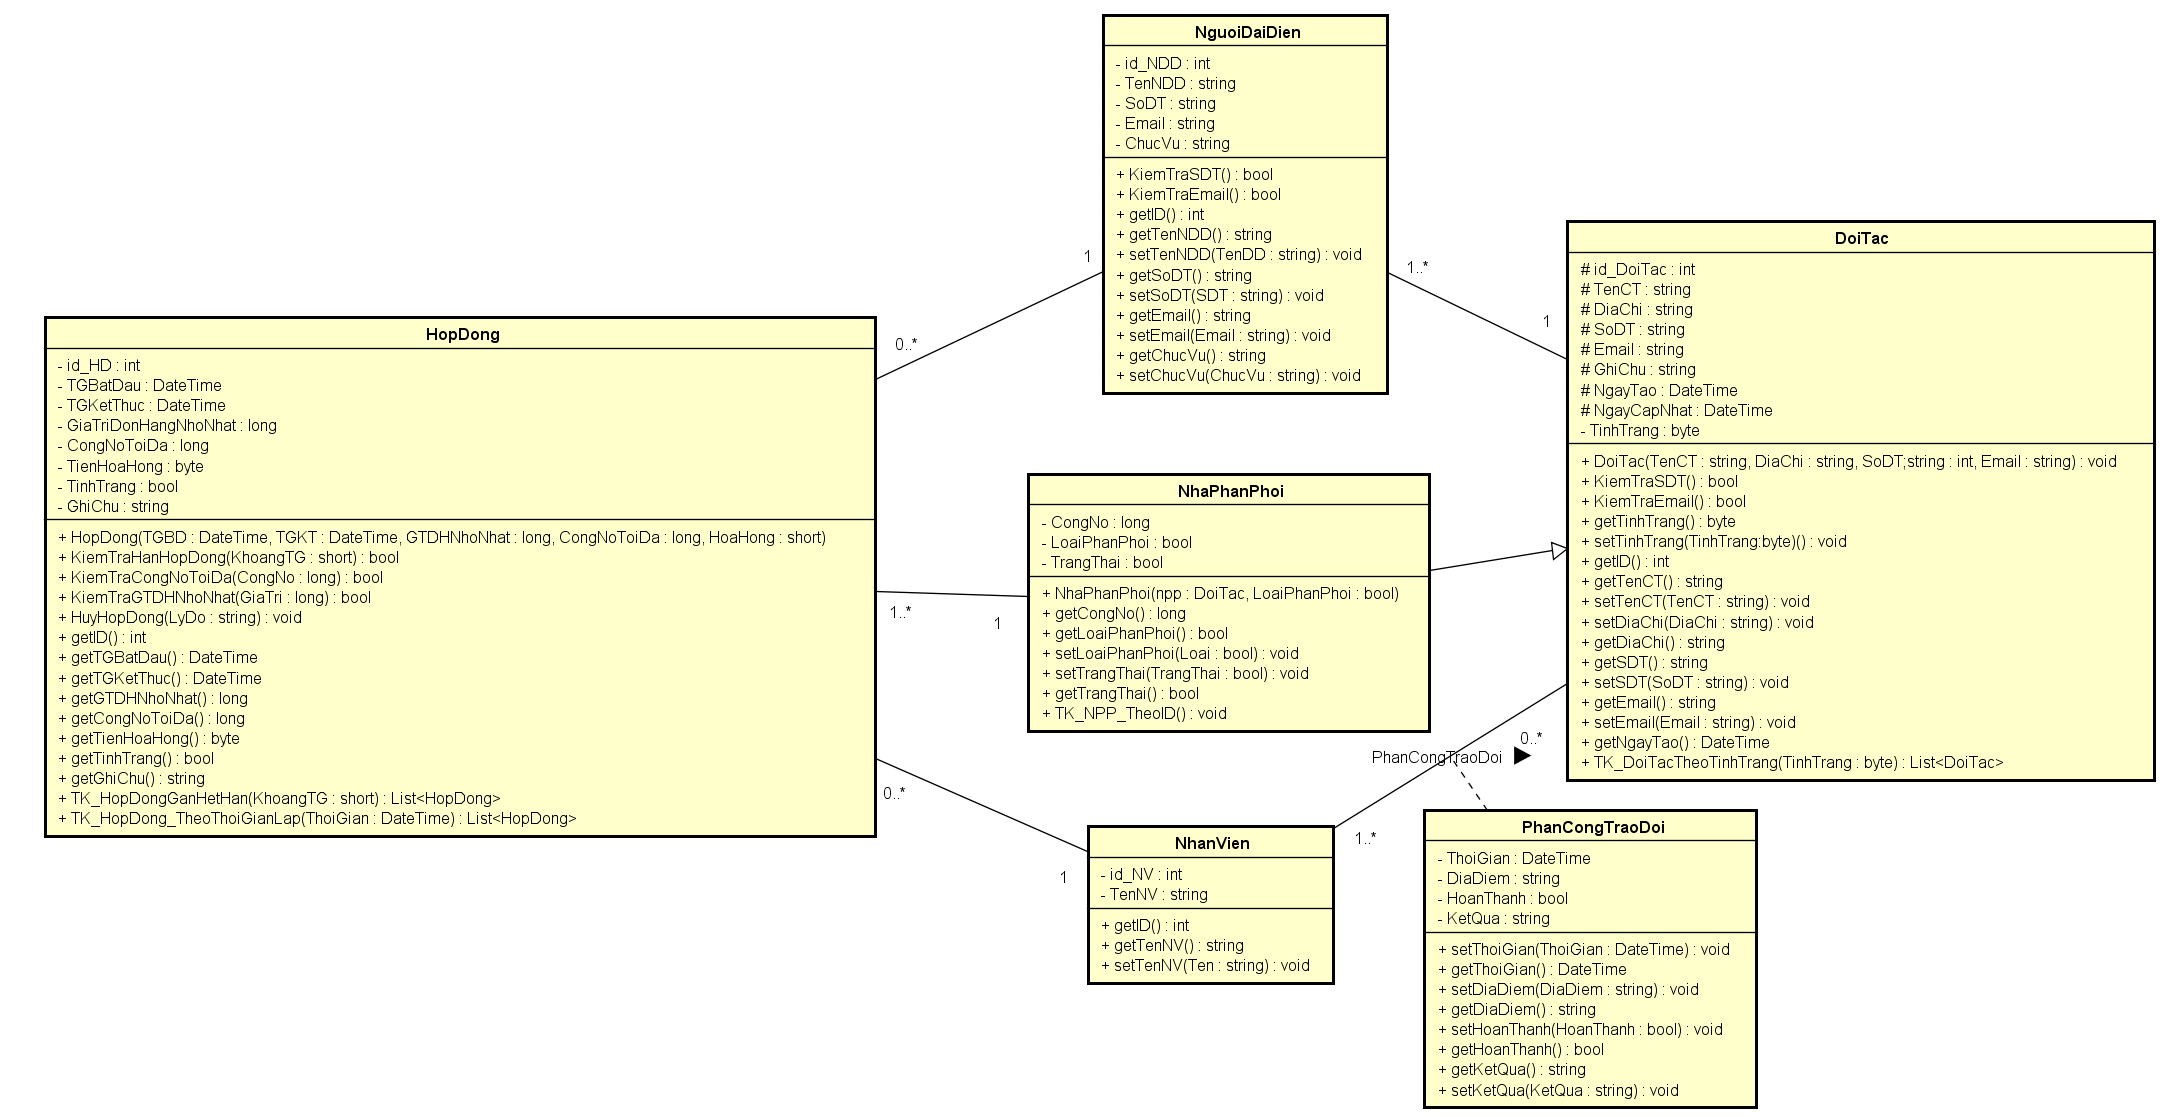 NguoiDaiDien
- id_NDD : int
- TenNDD : string
- SoDT : string
- Email : string
- ChucVu : string
+ KiemTraSDT() : bool
+ KiemTraEmail() : bool
+ getID() : int
+ getTenNDD() : string
+ setTenNDD(TenDD : string) : void
+ getSoDT() : string
+ setSoDT(SDT : string) : void
+ getEmail() : string
+ setEmail(Email : string) : void
+ getChucVu() : string
+ setChucVu(ChucVu : string) : void
1
0..*
1..*
1
HopDong
- id_HD : int
- TGBatDau : DateTime
- TGKetThuc : DateTime
- GiaTriDonHangNhoNhat : long
- CongNoToiDa : long
- TienHoaHong : byte
- TinhTrang : bool
- GhiChu : string
+ HopDong(TGBD : DateTime, TGKT : DateTime, GTDHNhoNhat : long, CongNoToiDa : long, HoaHong : short)
+ KiemTraHanHopDong(KhoangTG : short) : bool
+ KiemTraCongNoToiDa(CongNo : long) : bool
+ KiemTraGTDHNhoNhat(GiaTri : long) : bool
+ HuyHopDong(LyDo : string) : void
+ getID() : int
+ getTGBatDau() : DateTime
+ getTGKetThuc() : DateTime
+ getGTDHNhoNhat() : long
+ getCongNoToiDa() : long
+ getTienHoaHong() : byte
+ getTinhTrang() : bool
+ getGhiChu() : string
+ TK_HopDongGanHetHan(KhoangTG : short) : List<HopDong>
+ TK_HopDong_TheoThoiGianLap(ThoiGian : DateTime) : List<HopDong>
1..*
1
0..*
1
NhaPhanPhoi
- CongNo : long
- LoaiPhanPhoi : bool
- TrangThai : bool
+ NhaPhanPhoi(npp : DoiTac, LoaiPhanPhoi : bool)
+ getCongNo() : long
+ getLoaiPhanPhoi() : bool
+ setLoaiPhanPhoi(Loai : bool) : void
+ setTrangThai(TrangThai : bool) : void
+ getTrangThai() : bool
+ TK_NPP_TheoID() : void
DoiTac
# id_DoiTac : int
# TenCT : string
# DiaChi : string
# SoDT : string
# Email : string
# GhiChu : string
# NgayTao : DateTime
# NgayCapNhat : DateTime
- TinhTrang : byte
+ DoiTac(TenCT : string, DiaChi : string, SoDT;string : int, Email : string) : void
+ KiemTraSDT() : bool
+ KiemTraEmail() : bool
+ getTinhTrang() : byte
+ setTinhTrang(TinhTrang:byte)() : void
+ getID() : int
+ getTenCT() : string
+ setTenCT(TenCT : string) : void
+ setDiaChi(DiaChi : string) : void
+ getDiaChi() : string
+ getSDT() : string
+ setSDT(SoDT : string) : void
+ getEmail() : string
+ setEmail(Email : string) : void
+ getNgayTao() : DateTime
+ TK_DoiTacTheoTinhTrang(TinhTrang : byte) : List<DoiTac>
0..*
PhanCongTraoDoi
1..*
NhanVien
- id_NV : int
- TenNV : string
+ getID() : int
+ getTenNV() : string
+ setTenNV(Ten : string) : void
PhanCongTraoDoi
- ThoiGian : DateTime
- DiaDiem : string
- HoanThanh : bool
- KetQua : string
+ setThoiGian(ThoiGian : DateTime) : void
+ getThoiGian() : DateTime
+ setDiaDiem(DiaDiem : string) : void
+ getDiaDiem() : string
+ setHoanThanh(HoanThanh : bool) : void
+ getHoanThanh() : bool
+ getKetQua() : string
+ setKetQua(KetQua : string) : void